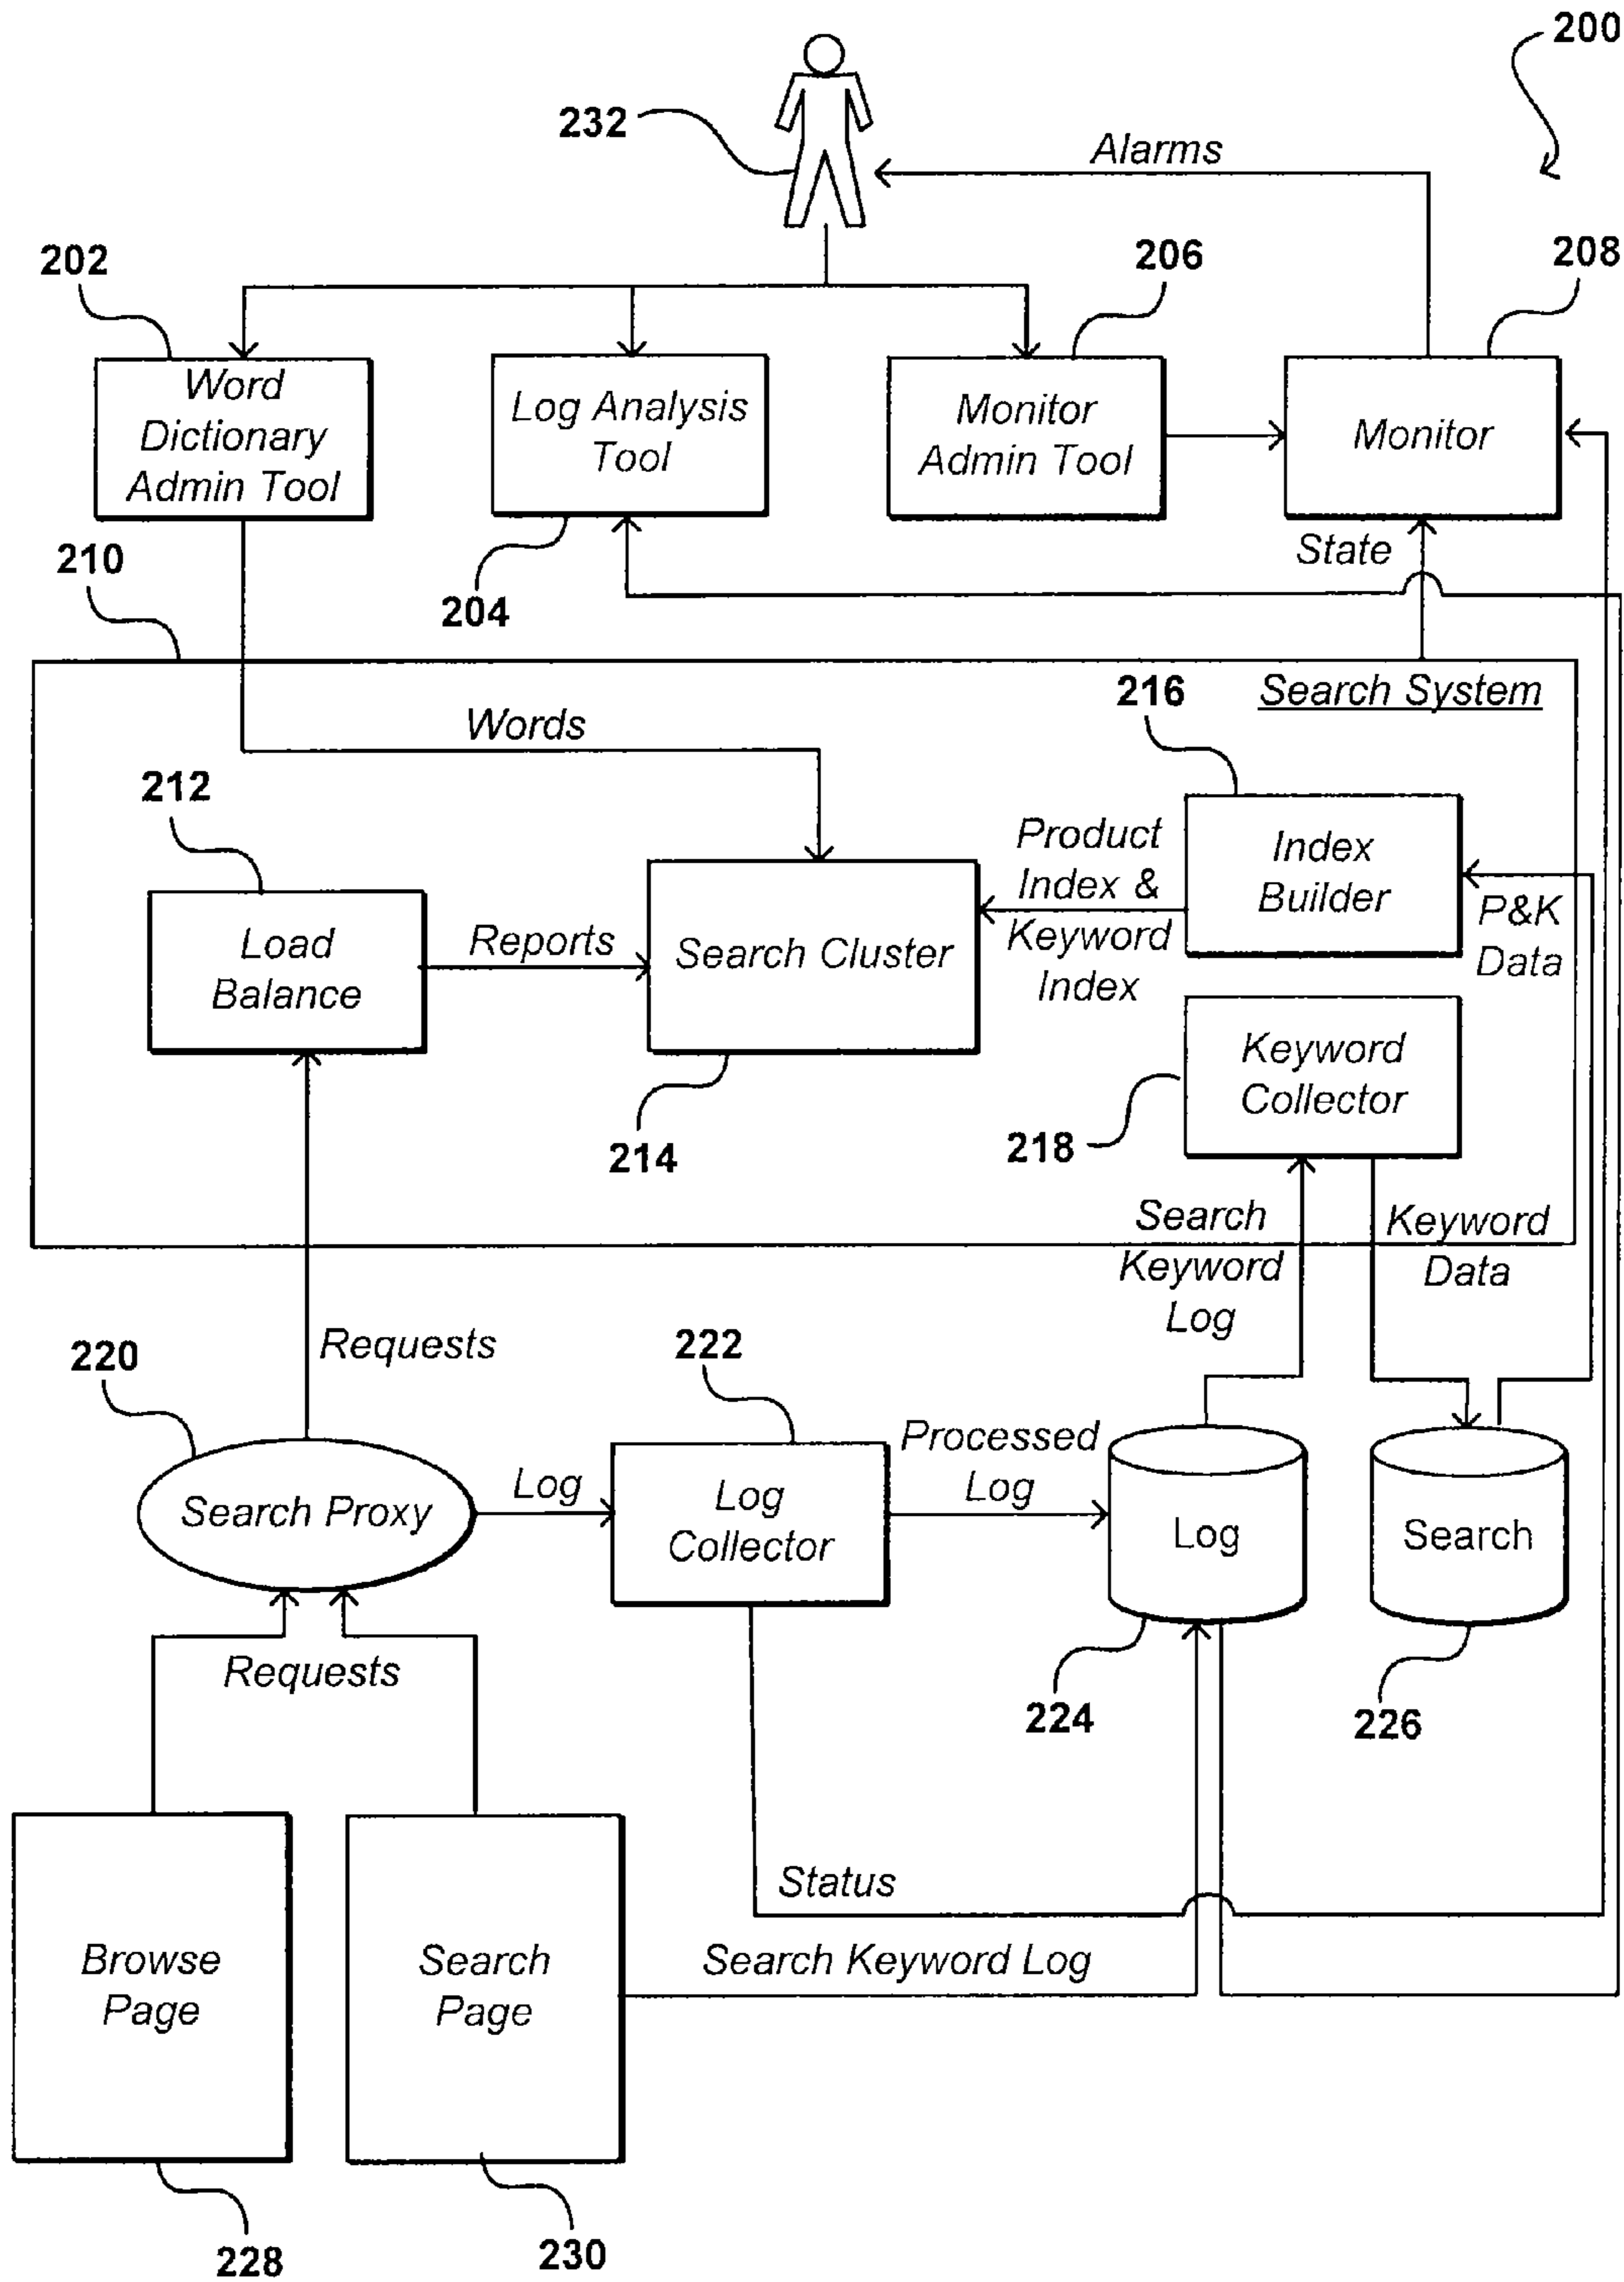 200
232
Alarms
202
206
208
Word
Dictionary
Admin Tool
Log Analysis
Tool
Monitor
Admin Tool
Monitor
210
204
State
Search System
216
Words
212
Product
Index &
Keyword
Index
Index
Builder
P&K
Data
Load
Balance
Reports
Search Cluster
Keyword
Collector
218
214
Search
Keyword
Log
Keyword
Data
Requests
220
222
Search Proxy
Log
Log
Collector
Processed
Log
Log
Search
Requests
224
226
Status
Browse
Page
Search
Page
Search Keyword Log
228
230